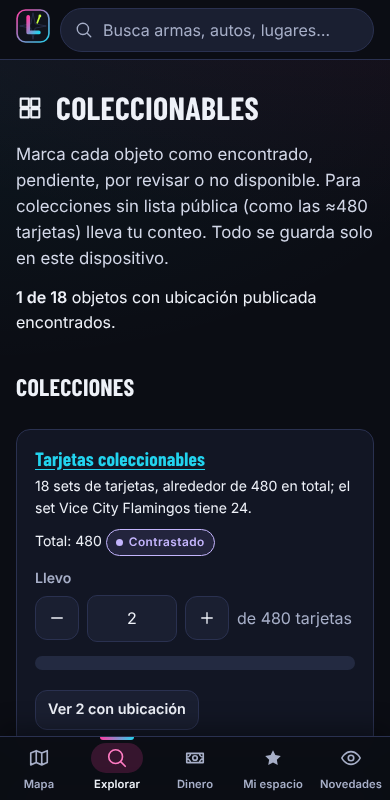 L
Busca armas, autos, lugares...
COLECCIONABLES
Marca cada objeto como encontrado,
pendiente, por revisar o no disponible. Para
colecciones sin lista pública (como las ≈480
tarjetas) lleva tu conteo. Todo se guarda solo
en este dispositivo.
1 de 18 objetos con ubicación publicada
encontrados.
COLECCIONES
Tarjetas coleccionables
18 sets de tarjetas, alrededor de 480 en total; el
set Vice City Flamingos tiene 24.
Total: 480 Contrastado
Llevo
− 2 + de 480 tarjetas
Ver 2 con ubicación
Mapa Explorar Dinero Mi espacio Novedades